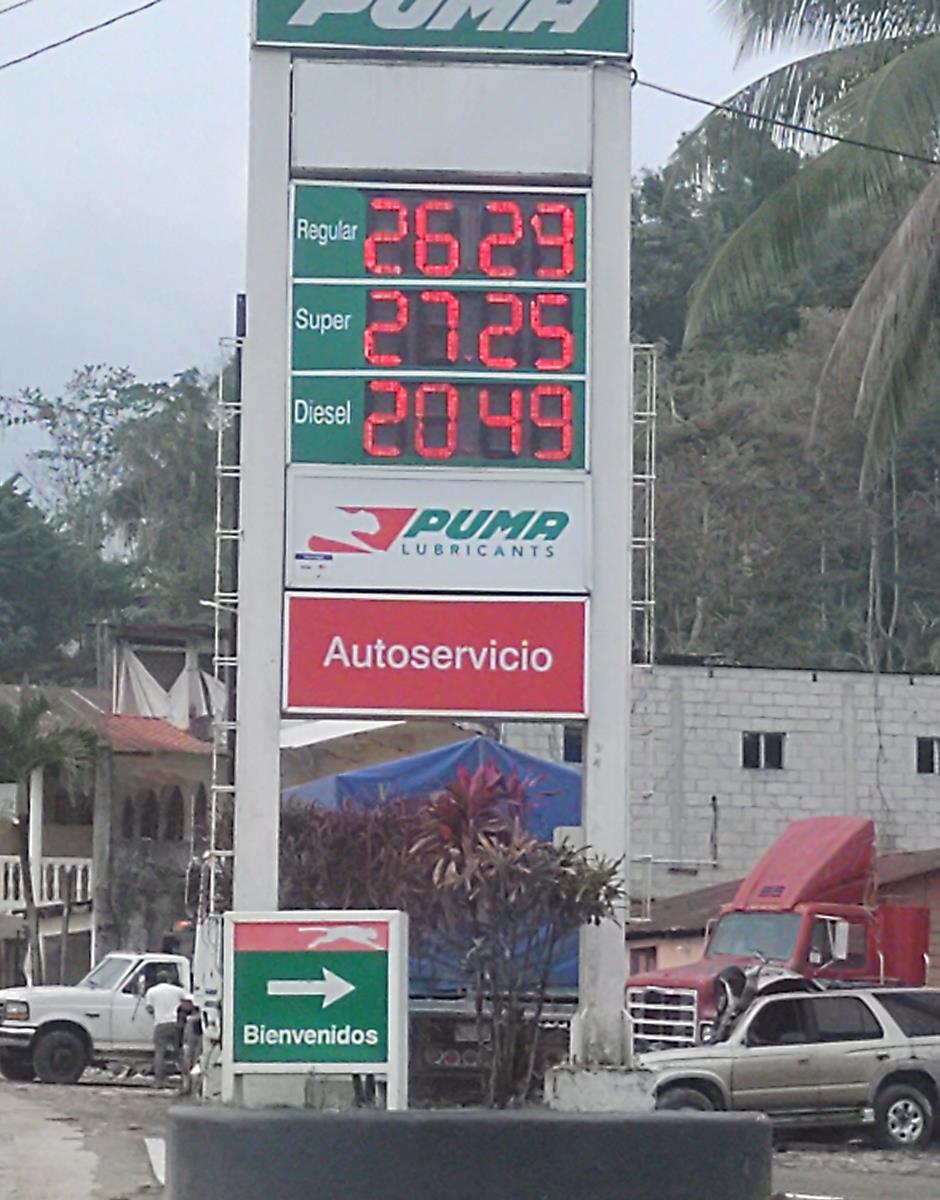 PUMA
Regular 26 29
Super 27.25
Diesel 20 49
PUMA
LUBRICANTS
Autoservicio
Bienvenidos